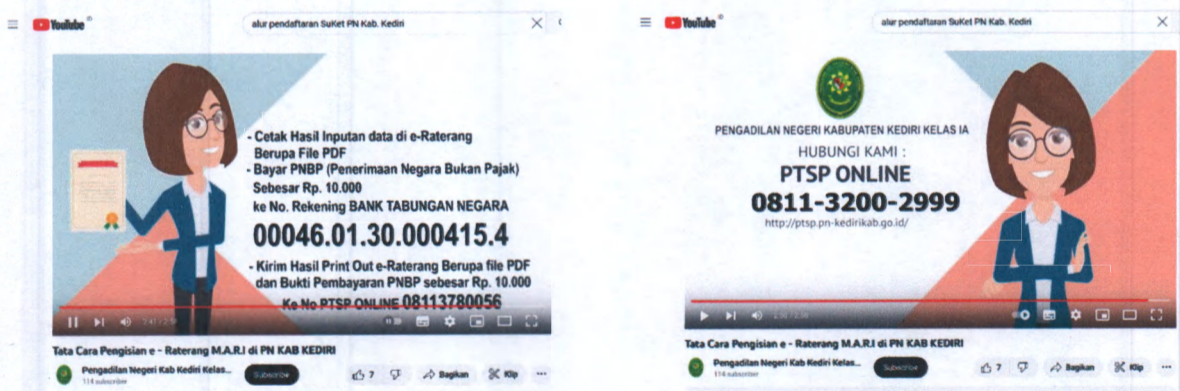 YouTube
alur pendaftaran SuKet PN Kab. Kediri
- Cetak Hasil Inputan data di e-Raterang
Berupa File PDF
- Bayar PNBP (Penerimaan Negara Bukan Pajak)
Sebesar Rp. 10.000
ke No. Rekening BANK TABUNGAN NEGARA
00046.01.30.000415.4
- Kirim Hasil Print Out e-Raterang Berupa file PDF
dan Bukti Pembayaran PNBP sebesar Rp. 10.000
Ke No PTSP ONLINE 08113780056
Tata Cara Pengisian e - Raterang M.A.R.I di PN KAB KEDIRI
Pengadilan Negeri Kab Kediri Kelas...
114 subscriber
Subscribe
7
Bagikan
Klip
YouTube
alur pendaftaran SuKet PN Kab. Kediri
PENGADILAN NEGERI KABUPATEN KEDIRI KELAS IA
HUBUNGI KAMI :
PTSP ONLINE
0811-3200-2999
http://ptsp.pn-kedirikab.go.id/
Tata Cara Pengisian e - Raterang M.A.R.I di PN KAB KEDIRI
Pengadilan Negeri Kab Kediri Kelas...
114 subscriber
Subscribe
7
Bagikan
Klip